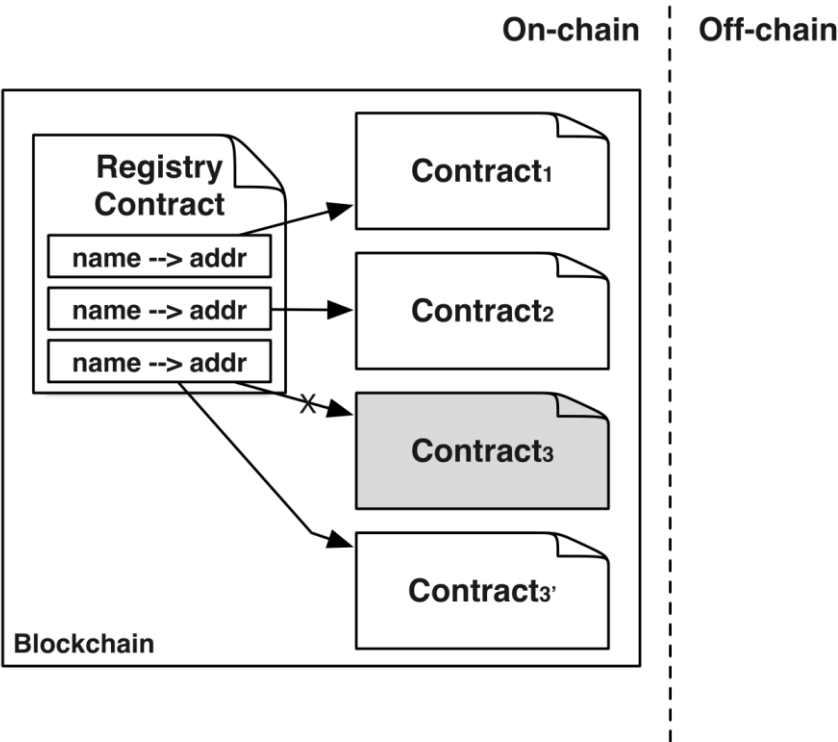 On-chain
Off-chain
Registry
Contract
name --> addr
name --> addr
name --> addr
Contract₁
Contract₂
X
Contract₃
Contract₃'
Blockchain